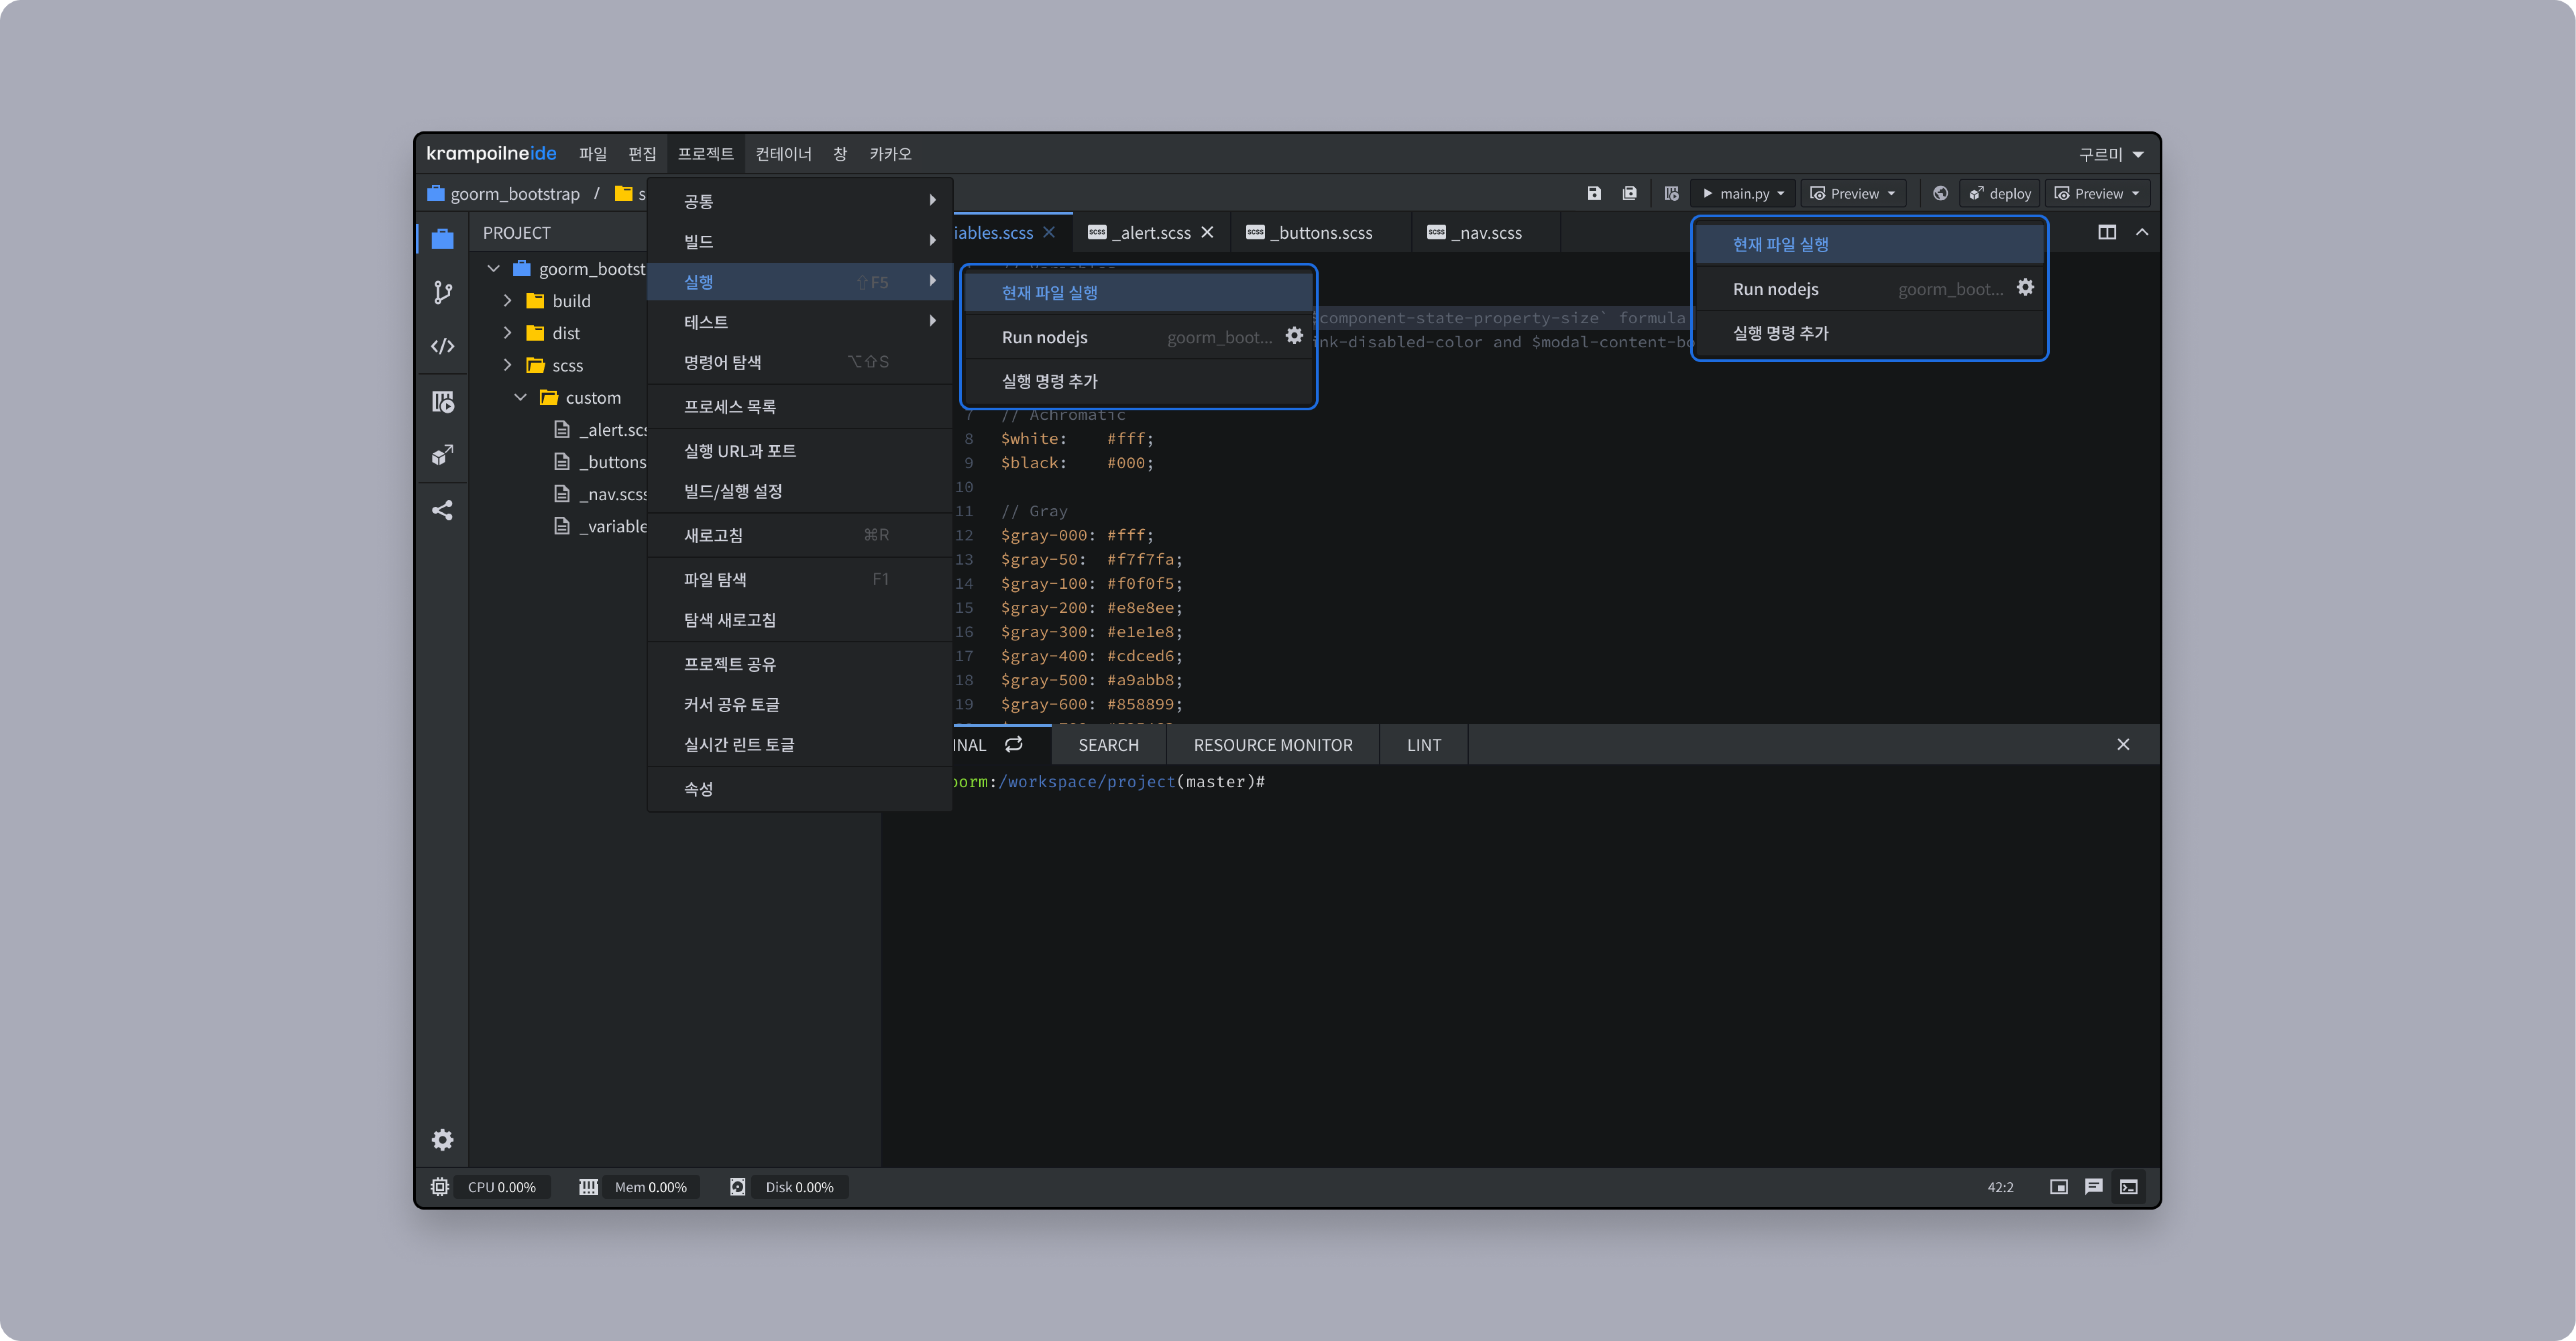 krampoilneide 파일 편집 프로젝트 컨테이너 창 카카오 구르미
goorm_bootstrap / s main.py Preview deploy Preview
PROJECT
goorm_bootst
build
dist
scss
custom
_alert.scs
_buttons
_nav.scss
_variable
공통
빌드
실행 ⇧F5
테스트
명령어 탐색 ⌥⇧S
프로세스 목록
실행 URL과 포트
빌드/실행 설정
새로고침 ⌘R
파일 탐색 F1
탐색 새로고침
프로젝트 공유
커서 공유 토글
실시간 린트 토글
속성
iables.scss SCSS _alert.scss SCSS _buttons.scss SCSS _nav.scss
현재 파일 실행
Run nodejs goorm_boot...
실행 명령 추가
현재 파일 실행
Run nodejs goorm_boot...
실행 명령 추가
component-state-property-size` formula
ink-disabled-color and $modal-content-bo
7 // Achromatic
8 $white: #fff;
9 $black: #000;
10
11 // Gray
12 $gray-000: #fff;
13 $gray-50: #f7f7fa;
14 $gray-100: #f0f0f5;
15 $gray-200: #e8e8ee;
16 $gray-300: #e1e1e8;
17 $gray-400: #cdced6;
18 $gray-500: #a9abb8;
19 $gray-600: #858899;
INAL SEARCH RESOURCE MONITOR LINT
oorm:/workspace/project(master)#
CPU 0.00% Mem 0.00% Disk 0.00% 42:2